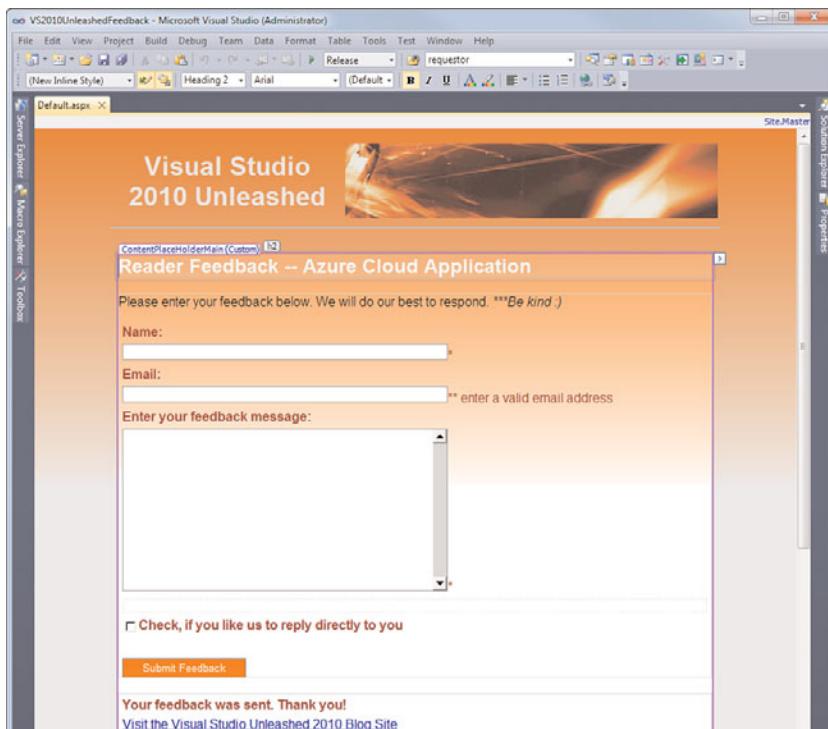 VS2010UnleashedFeedback - Microsoft Visual Studio (Administrator)
File Edit View Project Build Debug Team Data Format Table Tools Test Window Help
Release requestor
(New Inline Style) Heading 2 Arial (Default B I U A
Default.aspx
Site.Master
Server Explorer
Macro Explorer
Toolbox
Solution Explorer
Properties
Visual Studio
2010 Unleashed
ContentPlaceHolderMain (Custom) h2
Reader Feedback -- Azure Cloud Application
Please enter your feedback below. We will do our best to respond. ***Be kind :)
Name:
*
Email:
** enter a valid email address
Enter your feedback message:
*
Check, if you like us to reply directly to you
Submit Feedback
Your feedback was sent. Thank you!
Visit the Visual Studio Unleashed 2010 Blog Site